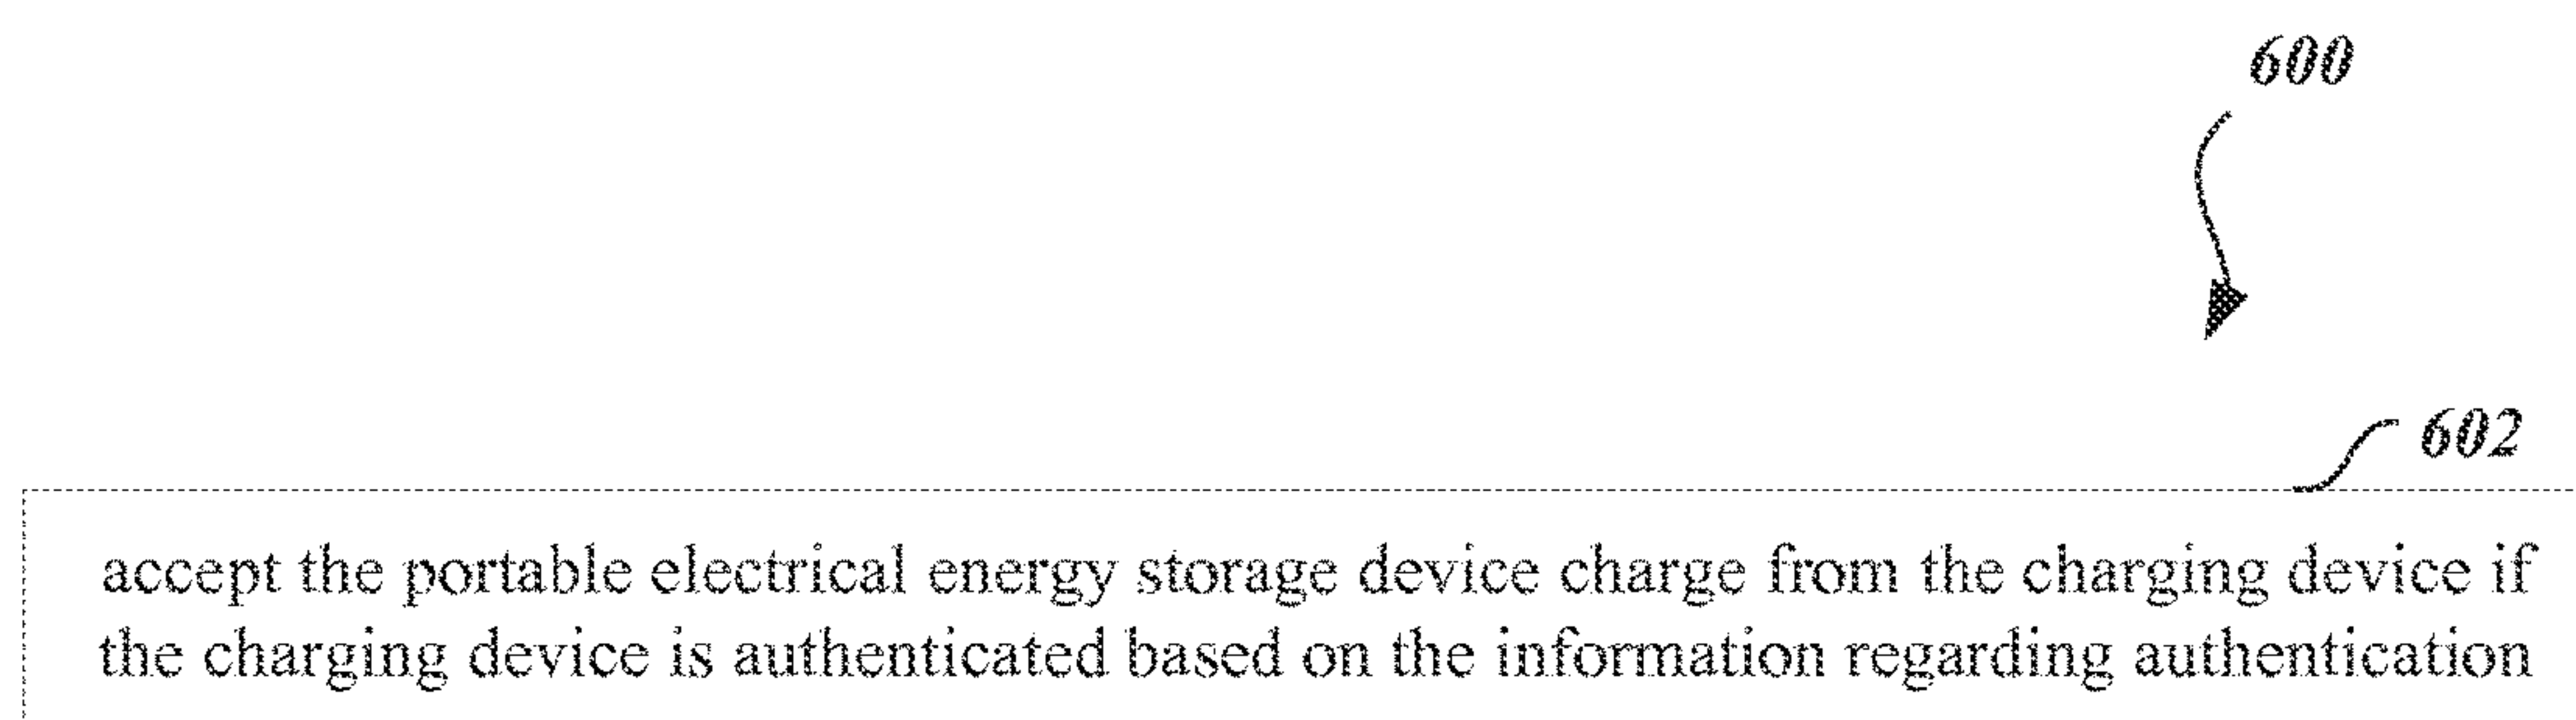 600
602
accept the portable electrical energy storage device charge from the charging device if
the charging device is authenticated based on the information regarding authentication